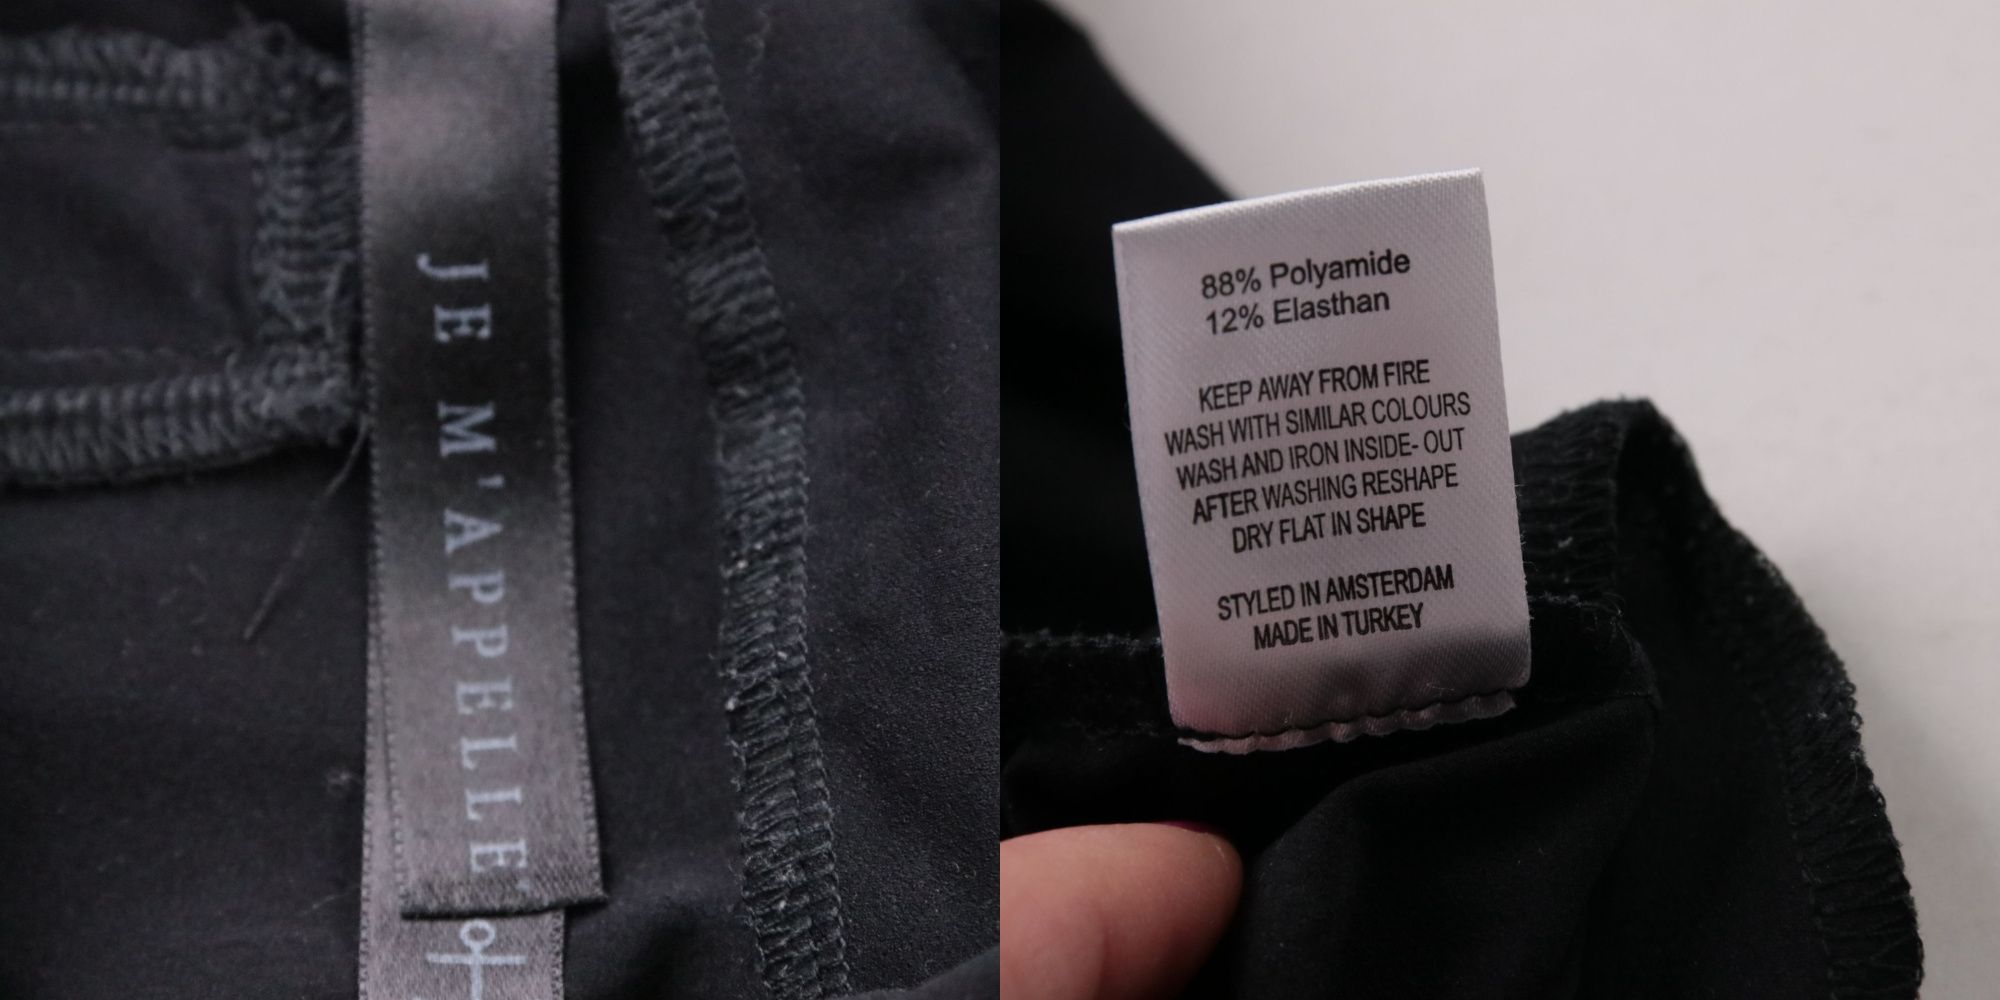 JE M'APPELLE
88% Polyamide
12% Elasthan
KEEP AWAY FROM FIRE
WASH WITH SIMILAR COLOURS
WASH AND IRON INSIDE- OUT
AFTER WASHING RESHAPE
DRY FLAT IN SHAPE
STYLED IN AMSTERDAM
MADE IN TURKEY